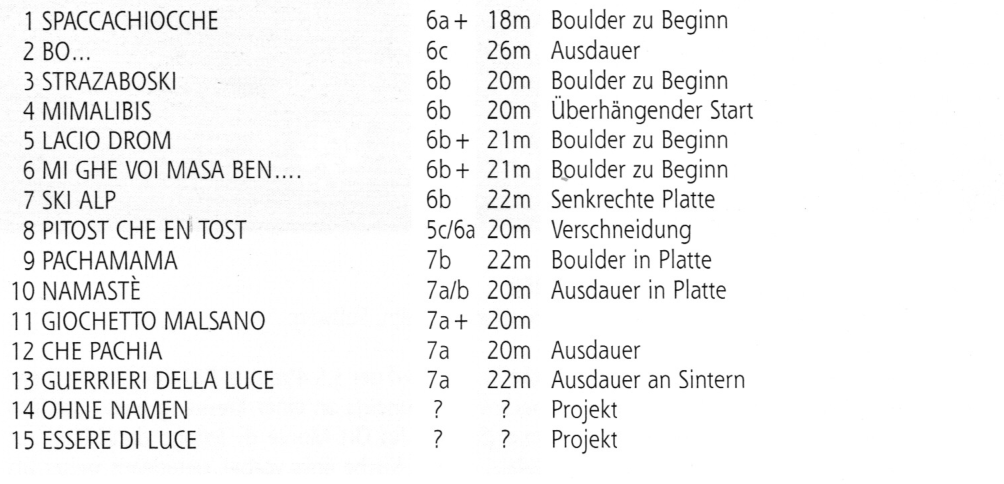 1 SPACCACHIOCCHE 6a+ 18m Boulder zu Beginn
2 BO... 6c 26m Ausdauer
3 STRAZABOSKI 6b 20m Boulder zu Beginn
4 MIMALIBIS 6b 20m Überhängender Start
5 LACIO DROM 6b+ 21m Boulder zu Beginn
6 MI GHE VOI MASA BEN.... 6b+ 21m Boulder zu Beginn
7 SKI ALP 6b 22m Senkrechte Platte
8 PITOST CHE EN TOST 5c/6a 20m Verschneidung
9 PACHAMAMA 7b 22m Boulder in Platte
10 NAMASTÈ 7a/b 20m Ausdauer in Platte
11 GIOCHETTO MALSANO 7a+ 20m
12 CHE PACHIA 7a 20m Ausdauer
13 GUERRIERI DELLA LUCE 7a 22m Ausdauer an Sintern
14 OHNE NAMEN ? ? Projekt
15 ESSERE DI LUCE ? ? Projekt